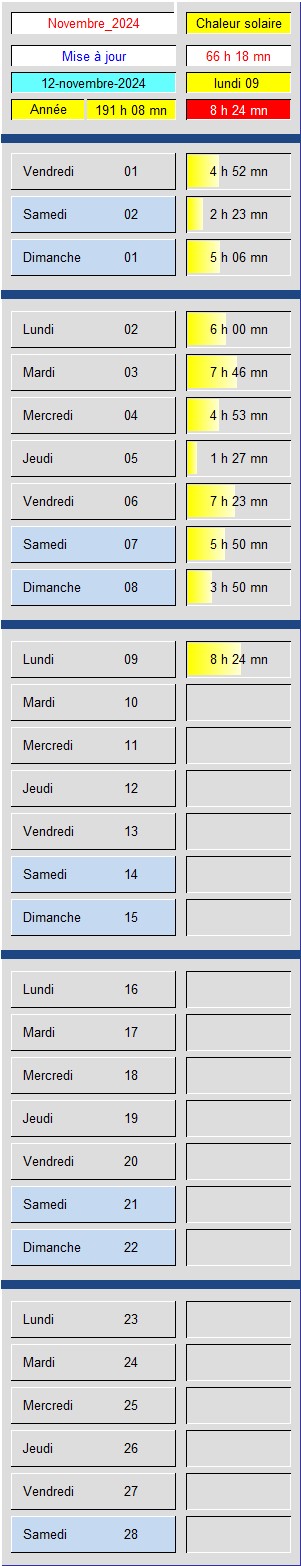 Novembre_2024 Chaleur solaire
Mise à jour 66 h 18 mn
12-novembre-2024 lundi 09
Année 191 h 08 mn 8 h 24 mn
Vendredi 01 4 h 52 mn
Samedi 02 2 h 23 mn
Dimanche 01 5 h 06 mn
Lundi 02 6 h 00 mn
Mardi 03 7 h 46 mn
Mercredi 04 4 h 53 mn
Jeudi 05 1 h 27 mn
Vendredi 06 7 h 23 mn
Samedi 07 5 h 50 mn
Dimanche 08 3 h 50 mn
Lundi 09 8 h 24 mn
Mardi 10
Mercredi 11
Jeudi 12
Vendredi 13
Samedi 14
Dimanche 15
Lundi 16
Mardi 17
Mercredi 18
Jeudi 19
Vendredi 20
Samedi 21
Dimanche 22
Lundi 23
Mardi 24
Mercredi 25
Jeudi 26
Vendredi 27
Samedi 28